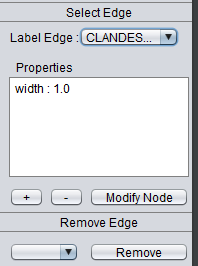 Select Edge
Label Edge : CLANDES...
Properties
width : 1.0
+ - Modify Node
Remove Edge
Remove